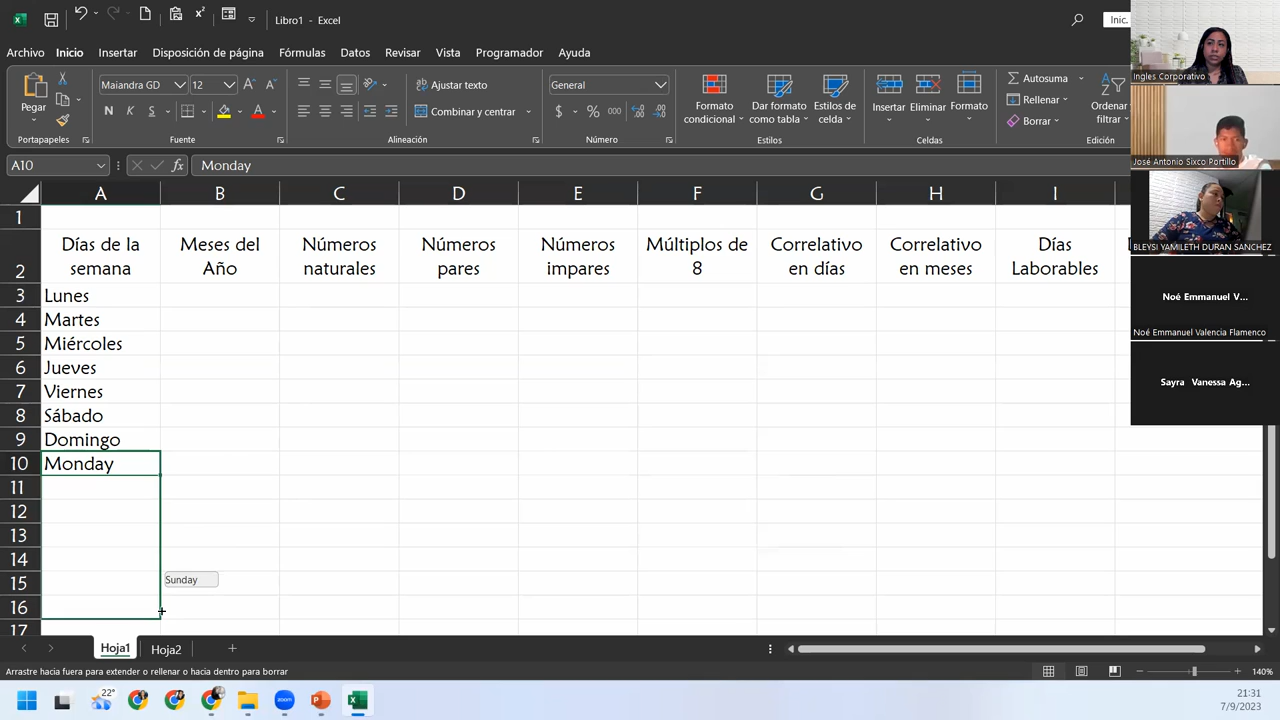 Libro1 - Excel
Inic.
Archivo Inicio Insertar Disposición de página Fórmulas Datos Revisar Vista Programador Ayuda
Pegar
Maiandra GD 12
N K S
Ajustar texto
Combinar y centrar
General
$ % 000
Formato condicional
Dar formato como tabla
Estilos de celda
Insertar Eliminar Formato
Autosuma
Rellenar
Borrar
Ordenar filtrar
Portapapeles Fuente Alineación Número Estilos Celdas Edición
A10 fx Monday
A B C D E F G H I
1
2
Días de la semana
Meses del Año
Números naturales
Números pares
Números impares
Múltiplos de 8
Correlativo en días
Correlativo en meses
Días Laborables
3 Lunes
4 Martes
5 Miércoles
6 Jueves
7 Viernes
8 Sábado
9 Domingo
10 Monday
11
12
13
14
15
Sunday
16
17
Hoja1 Hoja2
Arrastre hacia fuera para extender o rellenar o hacia dentro para borrar
140%
22°
zoom
21:31
7/9/2023
Ingles Corporativo 1
José Antonio Sixco Portillo
BLEYSI YAMILETH DURAN SANCHEZ
Noé Emmanuel V...
Noé Emmanuel Valencia Flamenco
Sayra Vanessa Ag...